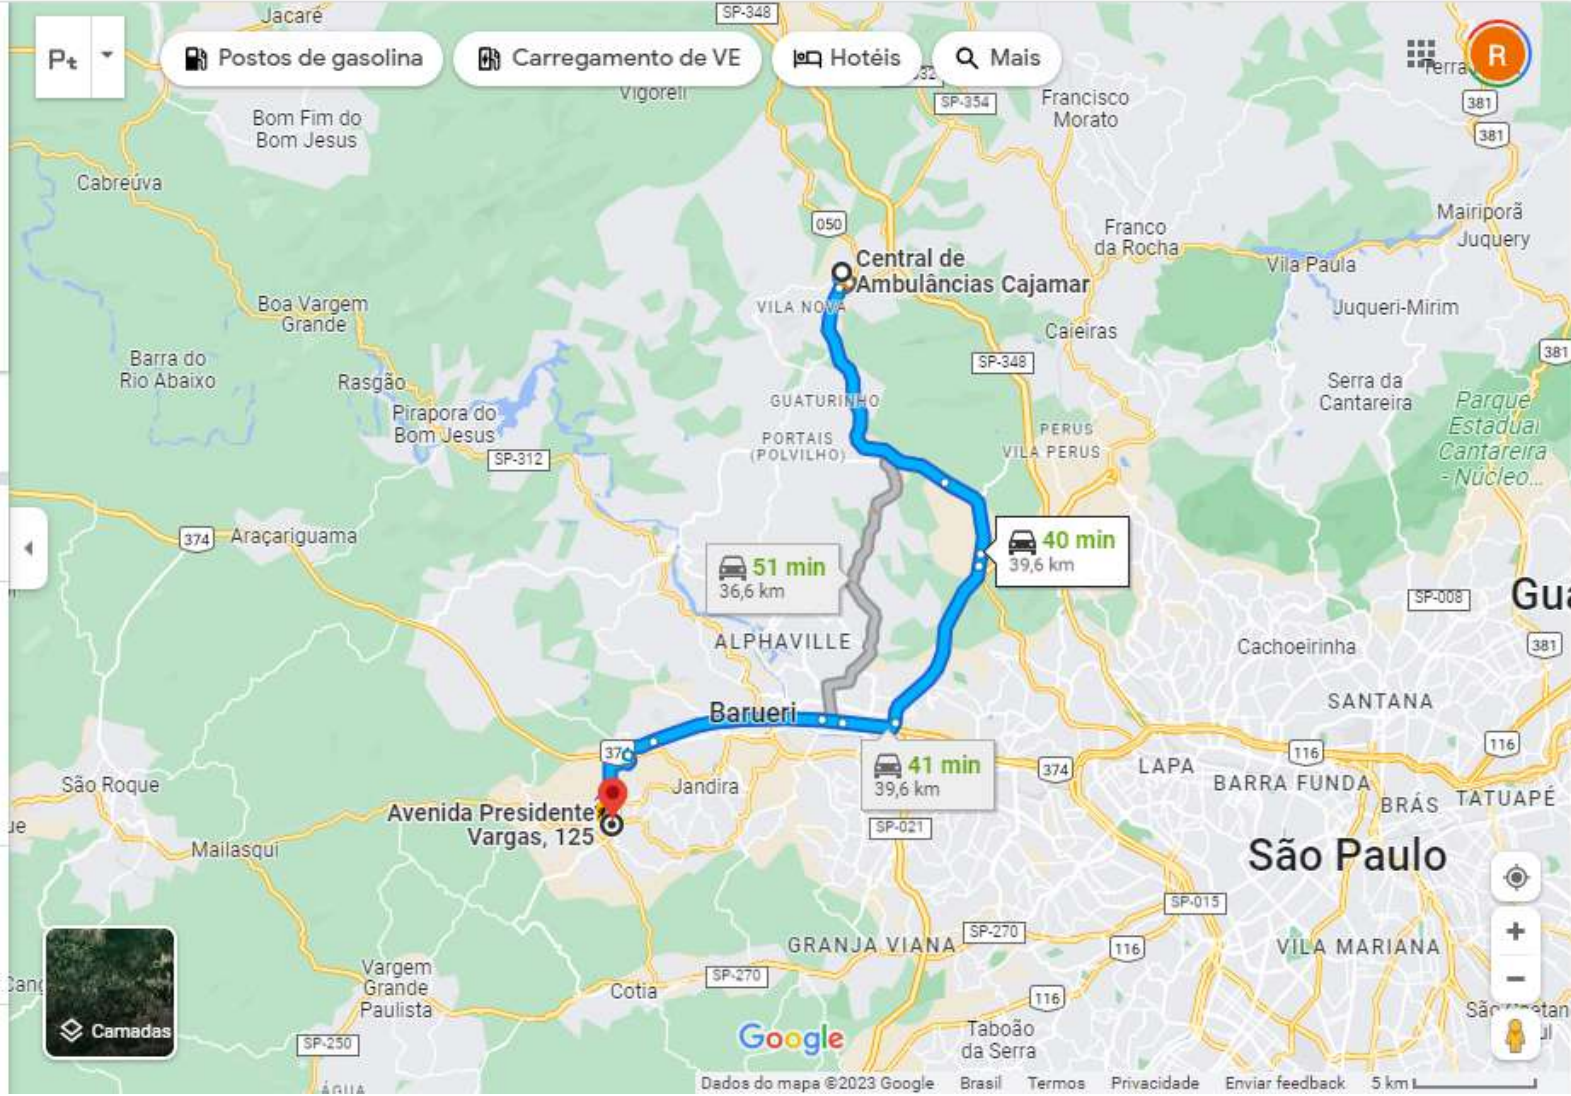 Jacaré
SP-348
Postos de gasolina
Carregamento de VE
Hotéis
Mais
R
Vigorelli
SP-354
Francisco
Morato
381
381
Bom Fim do
Bom Jesus
Cabreúva
050
Franco
da Rocha
Mairiporã
Juquery
Vila Paula
Central de
Ambulâncias Cajamar
VILA NOVA
Boa Vargem
Grande
Juqueri-Mirim
Caieiras
SP-348
381
Barra do
Rio Abaixo
Rasgão
GUATURINHO
Serra da
Cantareira
Parque
Estadual
Cantareira
- Núcleo...
Pirapora do
Bom Jesus
PORTAIS
(POLVILHO)
PERUS
VILA PERUS
SP-312
374
Araçariguama
40 min
39,6 km
51 min
36,6 km
SP-008
ALPHAVILLE
Cachoeirinha
381
SANTANA
Barueri
116
116
41 min
39,6 km
374
LAPA
BARRA FUNDA
BRÁS
TATUAPÉ
São Roque
Jandira
Avenida Presidente
Vargas, 125
SP-021
Mailasqui
São Paulo
SP-015
GRANJA VIANA
SP-270
116
VILA MARIANA
SP-270
Vargem
Grande
Paulista
Cotia
116
Camadas
SP-250
Google
Taboão
da Serra
ÁGUA
Dados do mapa ©2023 Google
Brasil
Termos
Privacidade
Enviar feedback
5 km